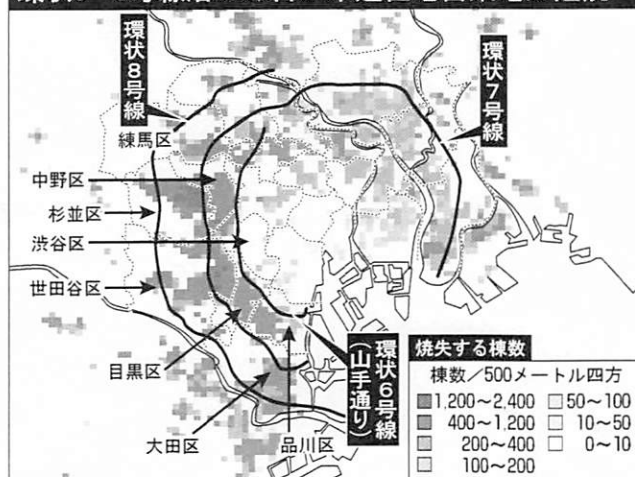 環状8号線
環状7号線
練馬区
中野区
杉並区
渋谷区
世田谷区
目黒区
大田区
品川区
環状6号線
(山手通り)
焼失する棟数
棟数/500メートル四方
1,200〜2,400
400〜1,200
200〜400
100〜200
50〜100
10〜50
0〜10